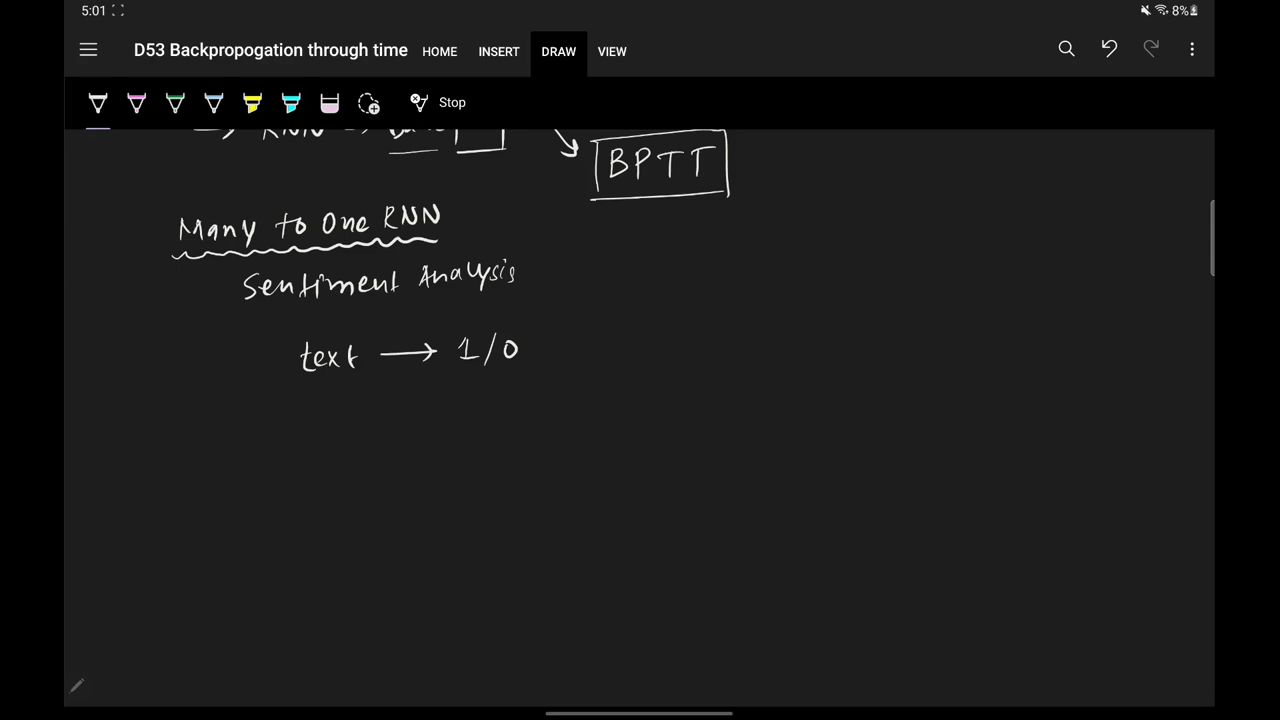 5:01 8%
D53 Backpropogation through time HOME INSERT DRAW VIEW
Stop
RNN
BPTT
Many to One RNN
Sentiment Analysis
text → 1/0